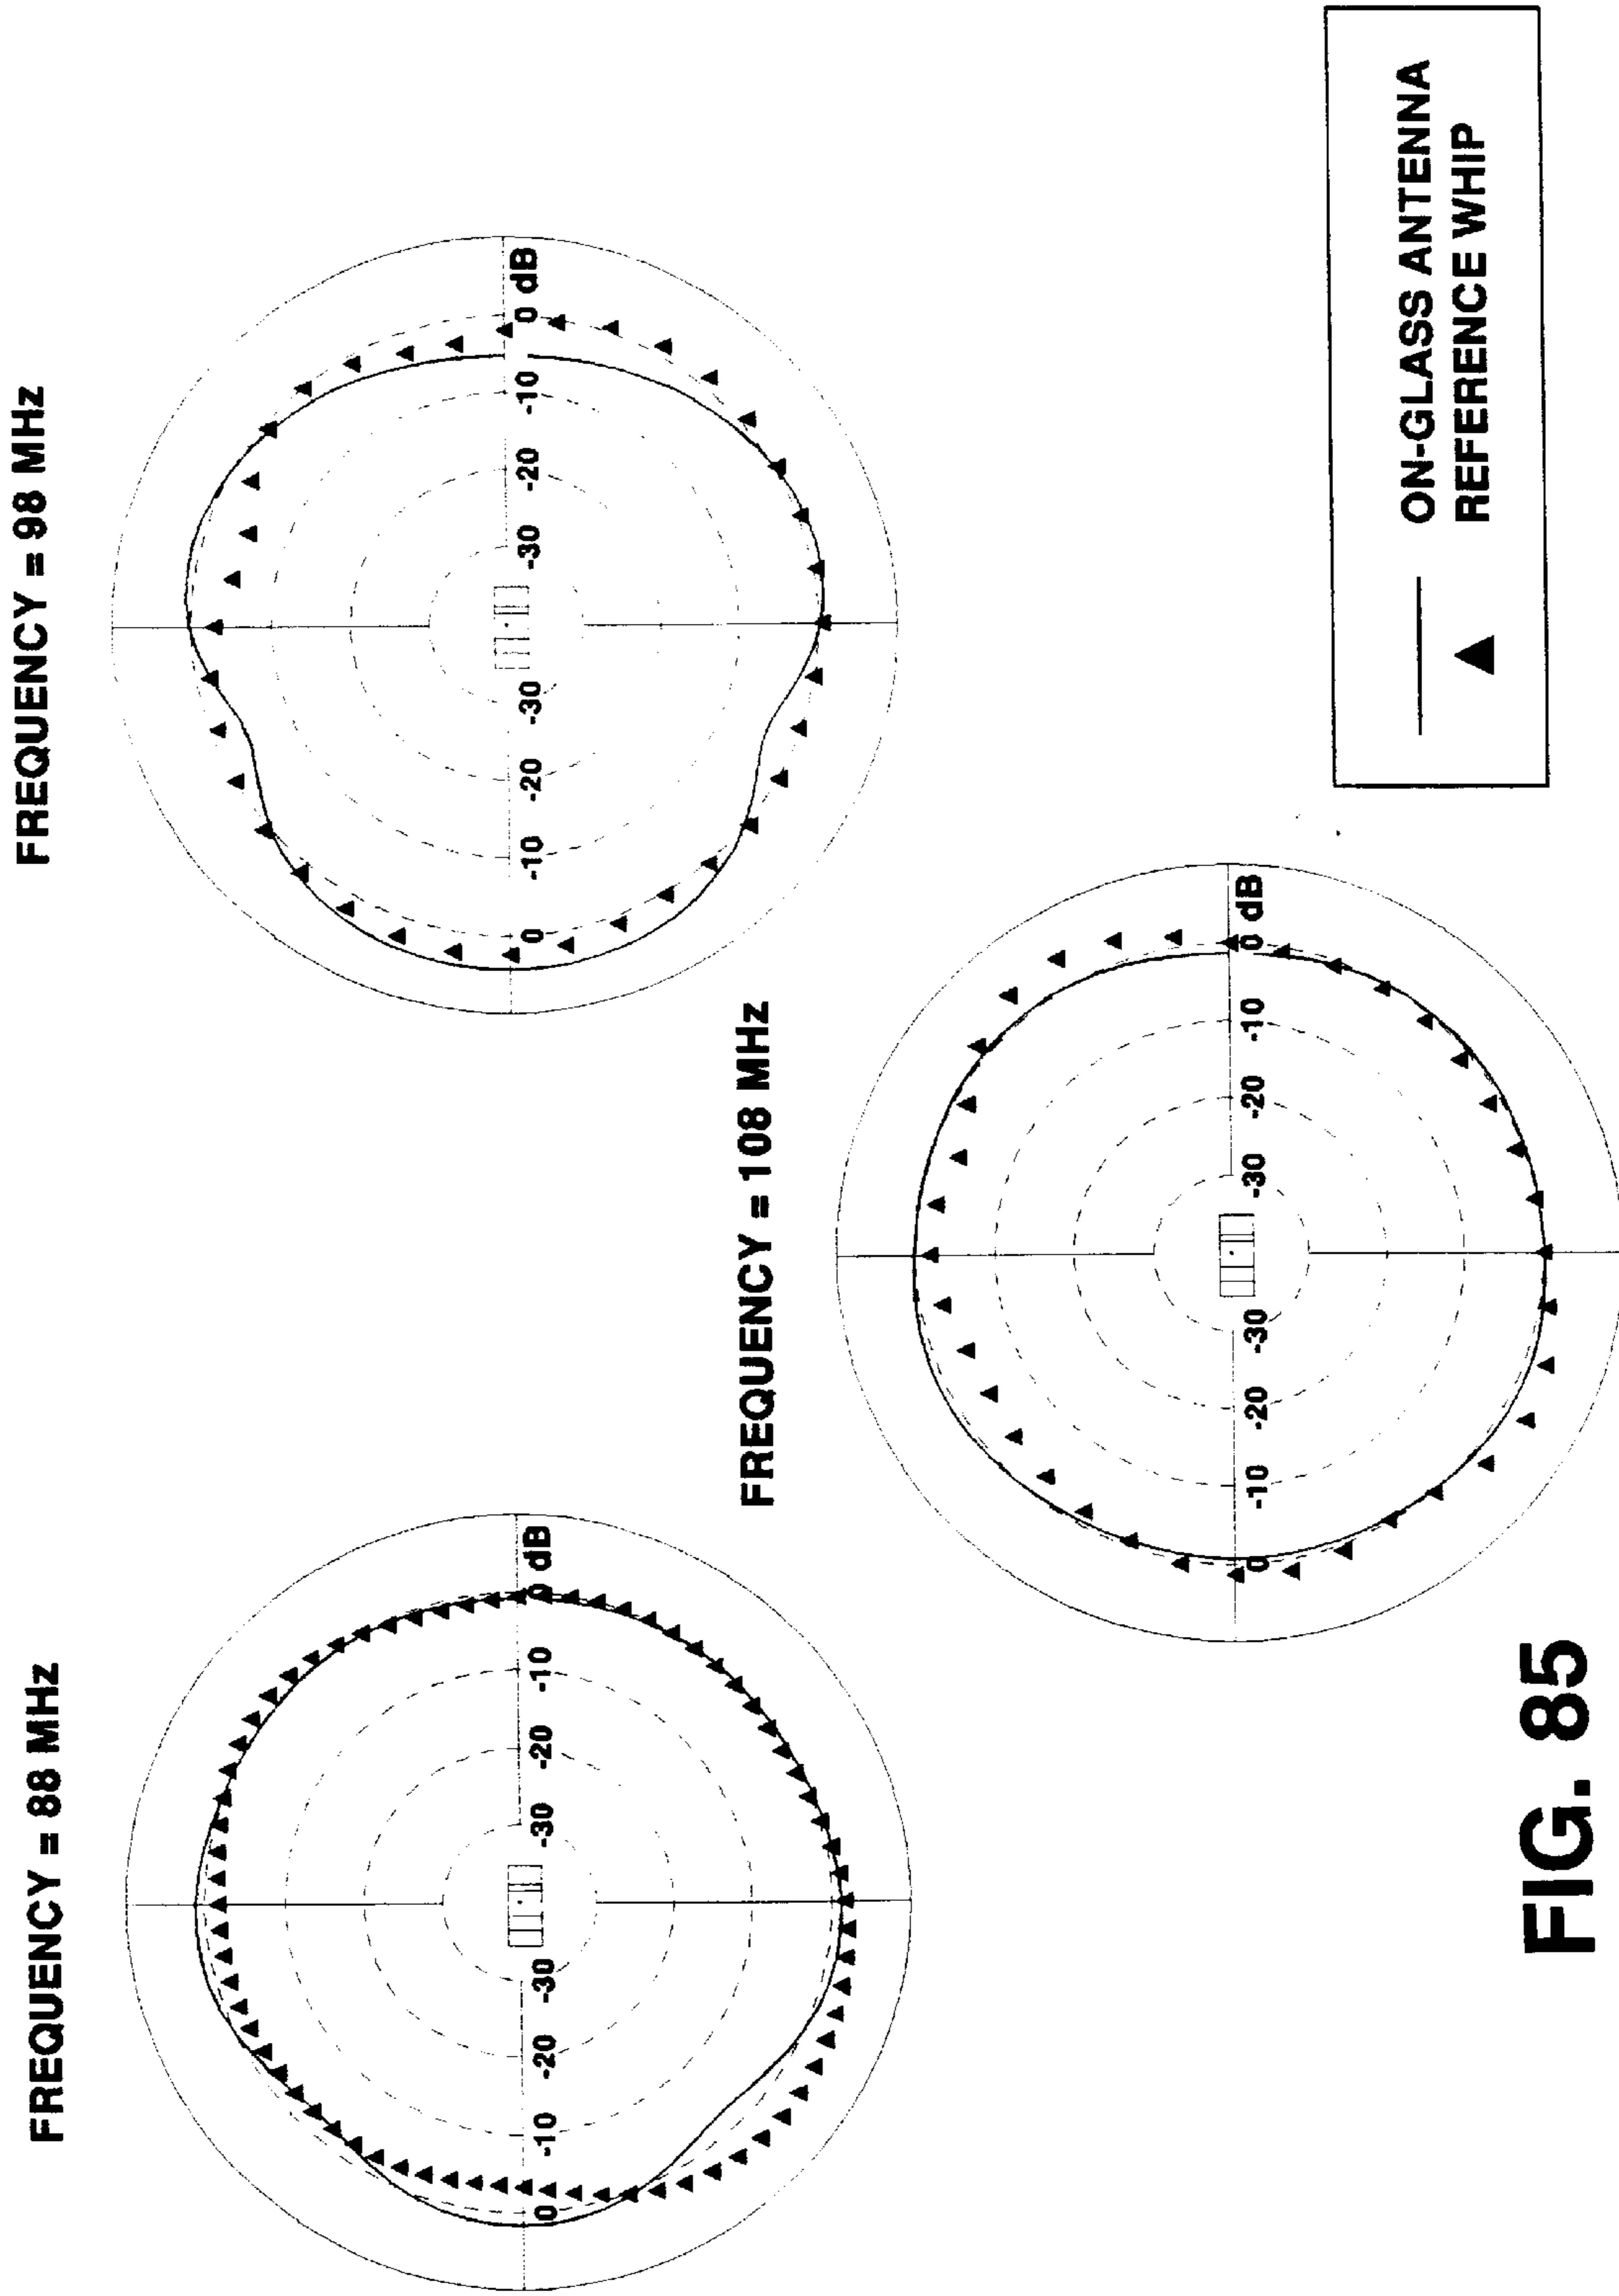 FREQUENCY = 88 MHz
0
-10
-20
-30
-30
-20
-10
0 dB
FREQUENCY = 98 MHz
0
-10
-20
-30
-30
-20
-10
0 dB
FREQUENCY = 108 MHz
0
-10
-20
-30
-30
-20
-10
0 dB
ON-GLASS ANTENNA
REFERENCE WHIP
FIG. 85